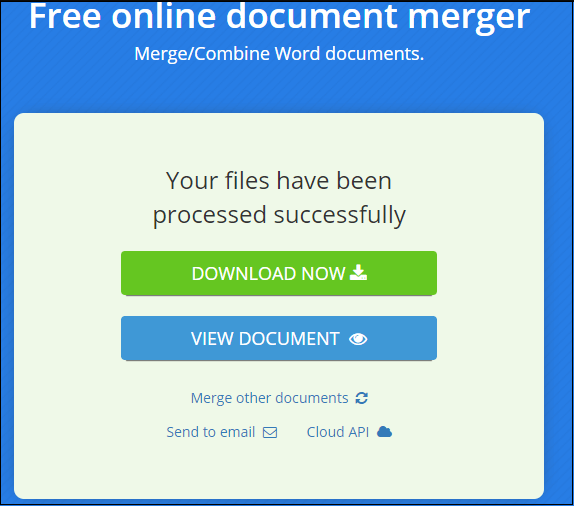 Free online document merger
Merge/Combine Word documents.
Your files have been
processed successfully
DOWNLOAD NOW
VIEW DOCUMENT
Merge other documents
Send to email Cloud API